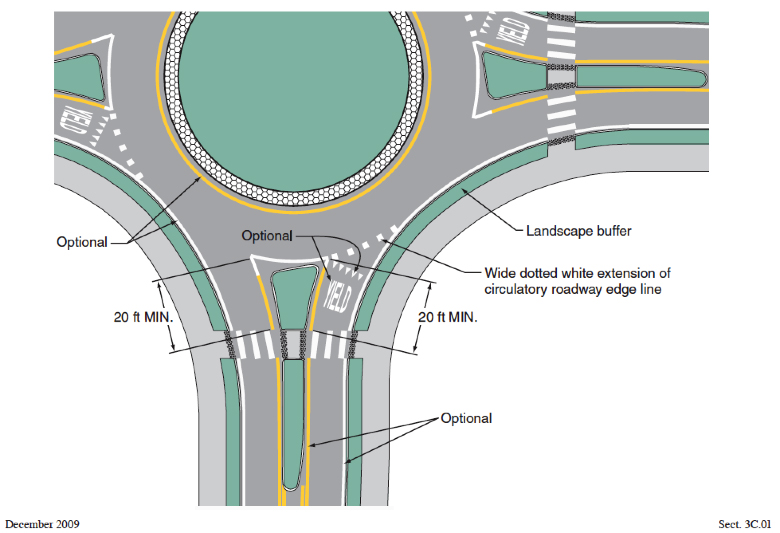 YIELD
YIELD
Optional
Optional
Landscape buffer
Wide dotted white extension of
circulatory roadway edge line
YIELD
20 ft MIN.
20 ft MIN.
Optional
December 2009
Sect. 3C.01